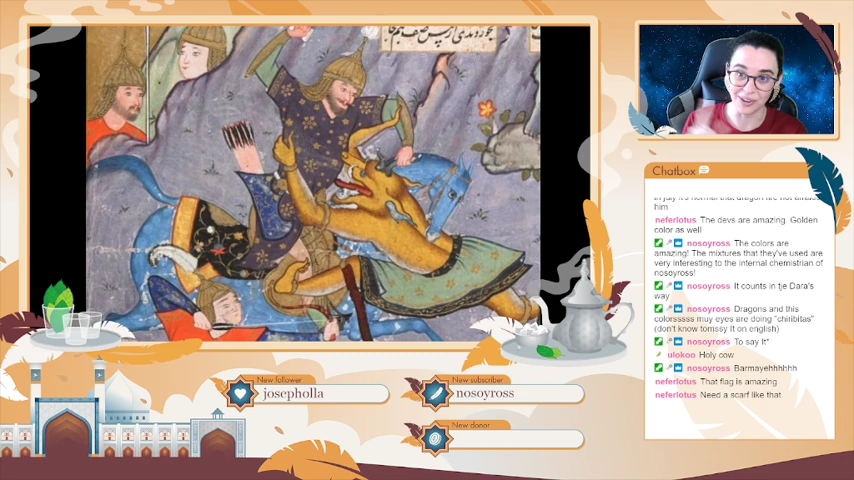 Chatbox
him
neferlotus The devs are amazing. Golden
color as well
nosoyross The colors are
amazing! The mixtures that they've used are
very interesting to the internal chemistrian of
nosoyross!
nosoyross It counts in tje Dara's
way
nosoyross Dragons and this
colorsssss muy eyes are doing "chiribitas"
(don't know tomssy It on english)
nosoyross To say It*
ulokoo Holy cow
nosoyross Barmayehhhhhh
neferlotus That flag is amazing
neferlotus Need a scarf like that
New follower
josepholla
New subscriber
nosoyross
New donor